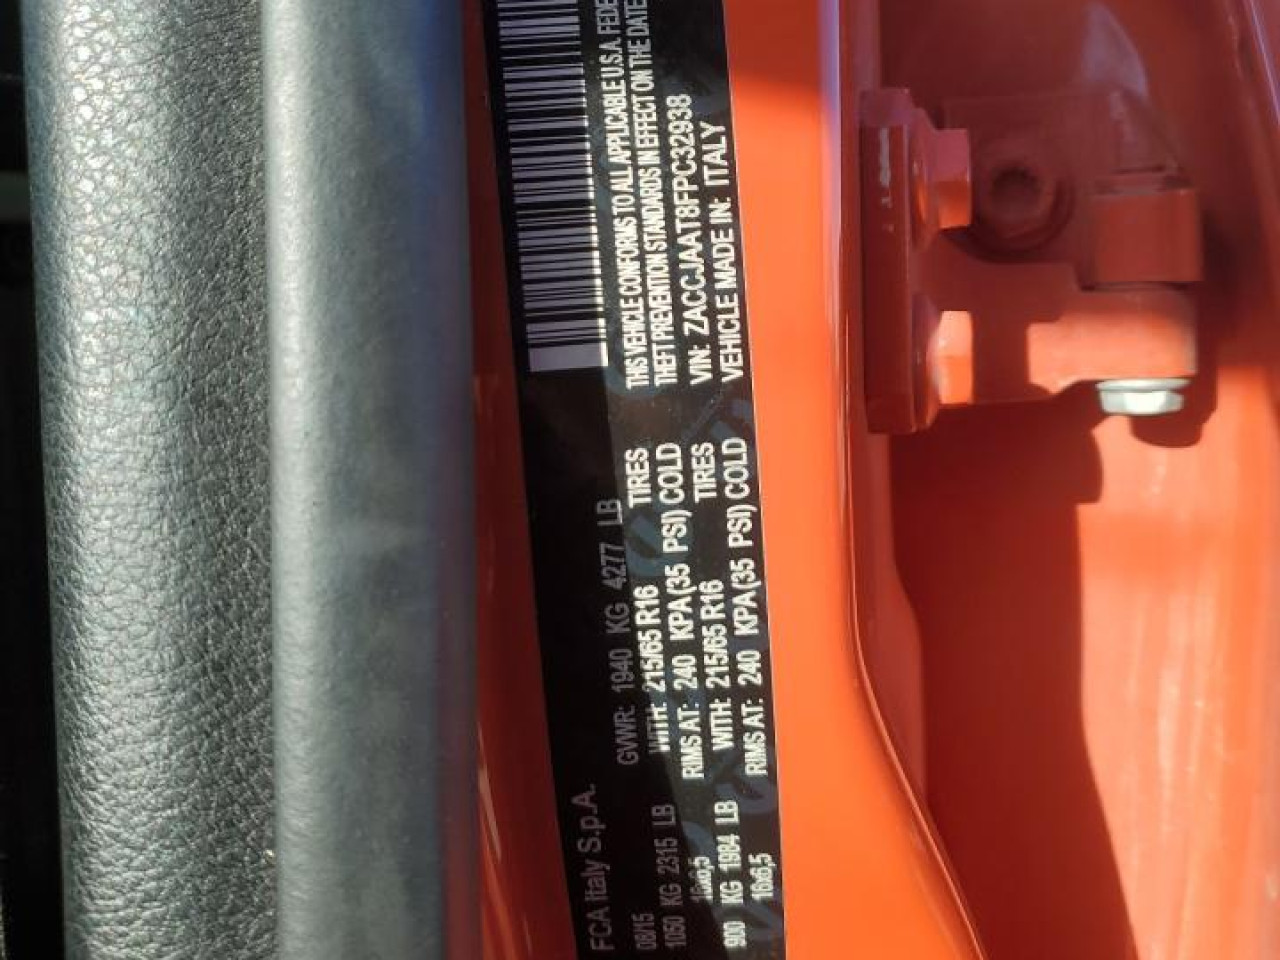 FCA Italy S.p.A.
08/15 GVWR: 1940 KG 4277 LB
1050 KG 2315 LB WITH: 215/65 R16 TIRES
16x6,5 RIMS AT: 240 KPA (35 PSI) COLD
900 KG 1984 LB WITH: 215/65 R16 TIRES
16x6,5 RIMS AT: 240 KPA (35 PSI) COLD
THIS VEHICLE CONFORMS TO ALL APPLICABLE U.S.A.
THEFT PREVENTION STANDARDS IN EFFECT ON THE DATE
VIN: ZACCJAAT8FPC32938
VEHICLE MADE IN: ITALY